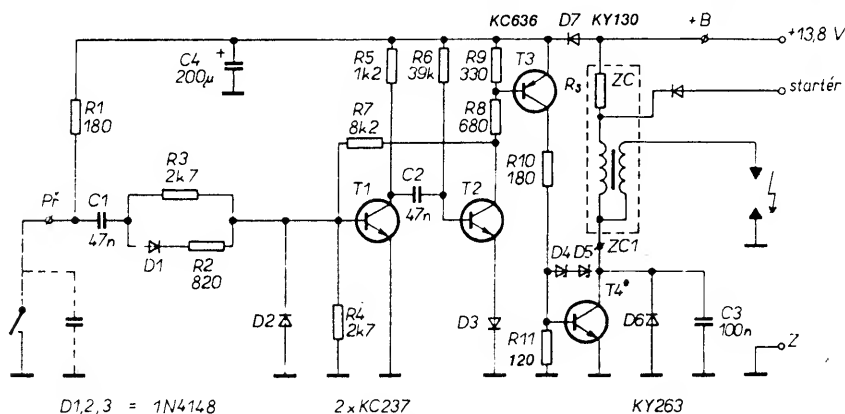 KC636 D7 KY130 +B
+13,8 V
C4
200µ
+
R5
1k2
R6
39k
R9
330
T3
R3 ZC
startér
R1
180
R7
8k2
R8
680
R3
2k7
R10
180
Př
C1
47n
T1
C2
47n
T2
D1
R2
820
ZC1
D4 D5
T4*
D2
R4
2k7
D3
R11
120
D6
C3
100n
Z
D1,2,3 = 1N4148 2xKC237 KY263